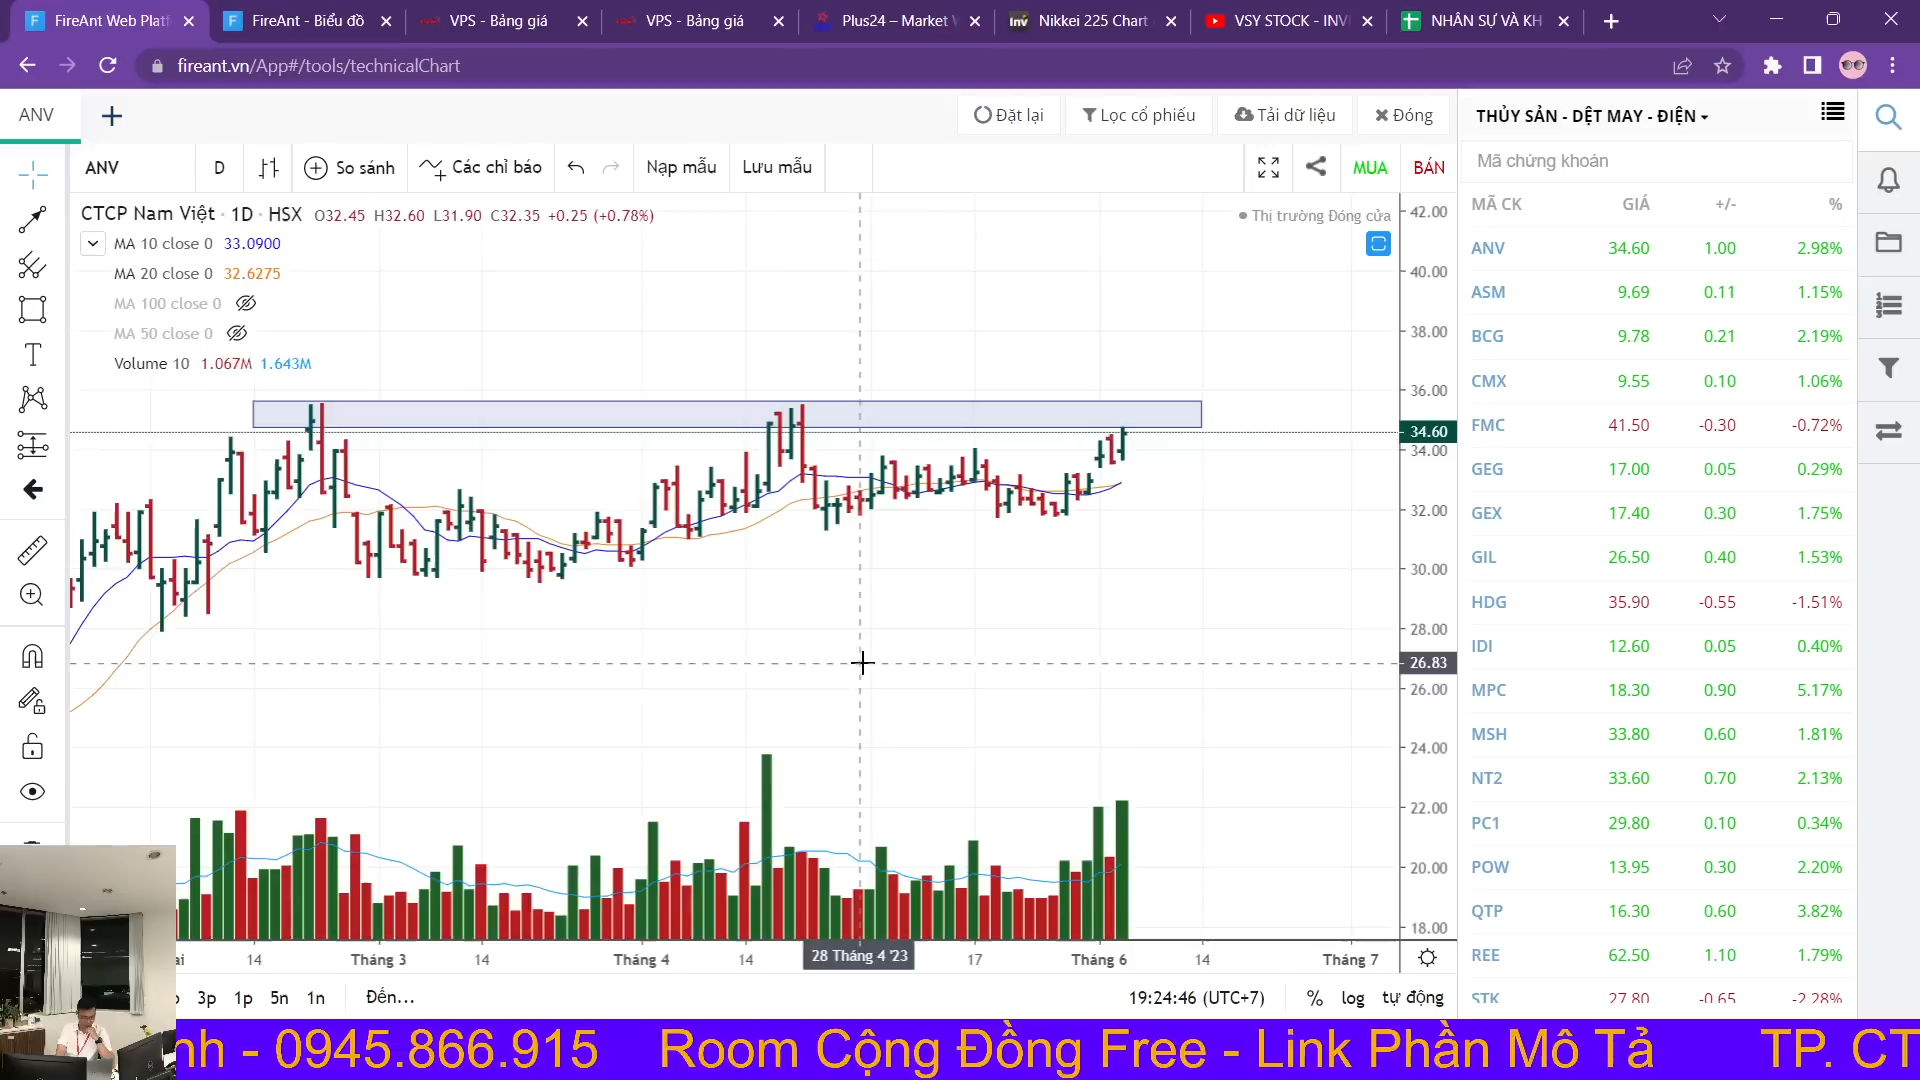 FireAnt Web Platf
FireAnt - Biểu đồ
VPS - Bảng giá
VPS - Bảng giá
Plus24 – Market
Nikkei 225 Chart
VSY STOCK - INV
NHÂN SỰ VÀ KH
fireant.vn/App#/tools/technicalChart
ANV
Đặt lại
Lọc cổ phiếu
Tải dữ liệu
Đóng
THỦY SẢN - DỆT MAY - ĐIỆN
ANV D So sánh Các chỉ báo Nạp mẫu Lưu mẫu MUA BÁN
Mã chứng khoán
CTCP Nam Việt · 1D · HSX O32.45 H32.60 L31.90 C32.35 +0.25 (+0.78%)
Thị trường Đóng cửa
MA 10 close 0 33.0900
MA 20 close 0 32.6275
MA 100 close 0
MA 50 close 0
Volume 10 1.067M 1.643M
42.00
40.00
38.00
36.00
34.60
34.00
32.00
30.00
28.00
26.83
26.00
24.00
22.00
20.00
18.00
MÃ CK GIÁ +/- %
ANV 34.60 1.00 2.98%
ASM 9.69 0.11 1.15%
BCG 9.78 0.21 2.19%
CMX 9.55 0.10 1.06%
FMC 41.50 -0.30 -0.72%
GEG 17.00 0.05 0.29%
GEX 17.40 0.30 1.75%
GIL 26.50 0.40 1.53%
HDG 35.90 -0.55 -1.51%
IDI 12.60 0.05 0.40%
MPC 18.30 0.90 5.17%
MSH 33.80 0.60 1.81%
NT2 33.60 0.70 2.13%
PC1 29.80 0.10 0.34%
POW 13.95 0.30 2.20%
QTP 16.30 0.60 3.82%
REE 62.50 1.10 1.79%
STK 27.80 -0.65 -2.28%
14 Tháng 3 14 Tháng 4 14 28 Tháng 4 '23 17 Tháng 6 14 Tháng 7
3p 1p 5n 1n Đến... 19:24:46 (UTC+7) % log tự động
nh - 0945.866.915 Room Cộng Đồng Free - Link Phần Mô Tả TP. CT